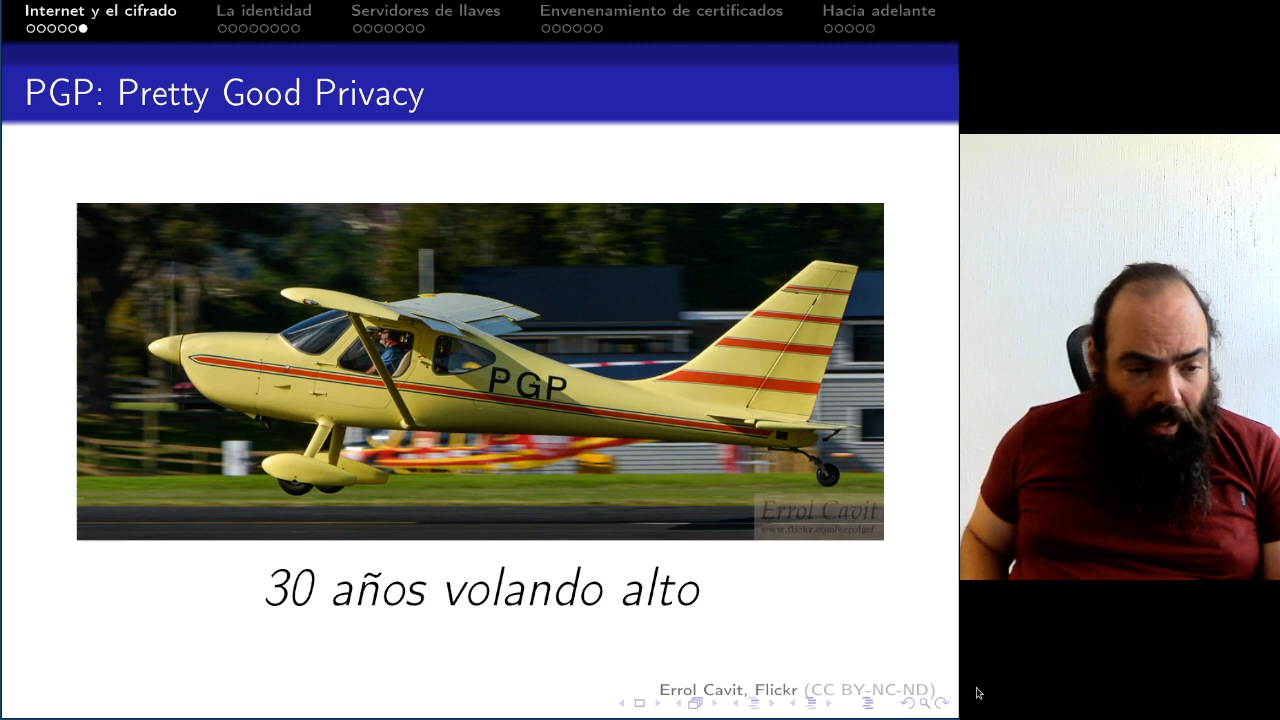 Internet y el cifrado
La identidad
Servidores de llaves
Envenenamiento de certificados
Hacia adelante
PGP: Pretty Good Privacy
PGP
Errol Cavit
30 años volando alto
Errol Cavit, Flickr (CC BY-NC-ND)